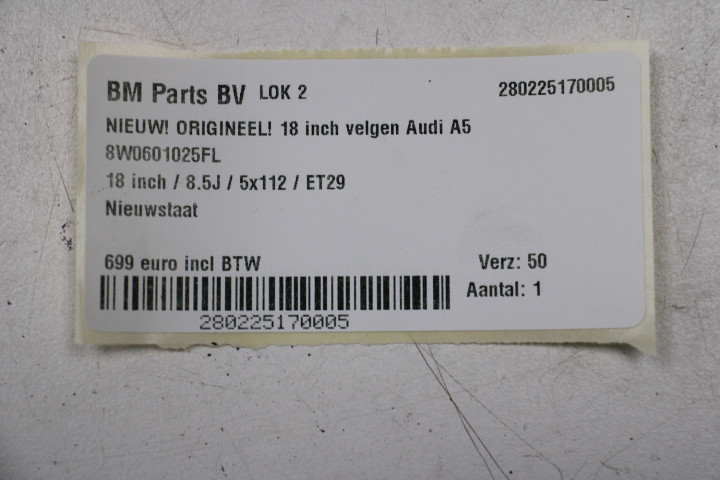 BM Parts BV LOK 2 280225170005
NIEUW! ORIGINEEL! 18 inch velgen Audi A5
8W0601025FL
18 inch / 8.5J / 5x112 / ET29
Nieuwstaat
699 euro incl BTW Verz: 50
Aantal: 1
280225170005